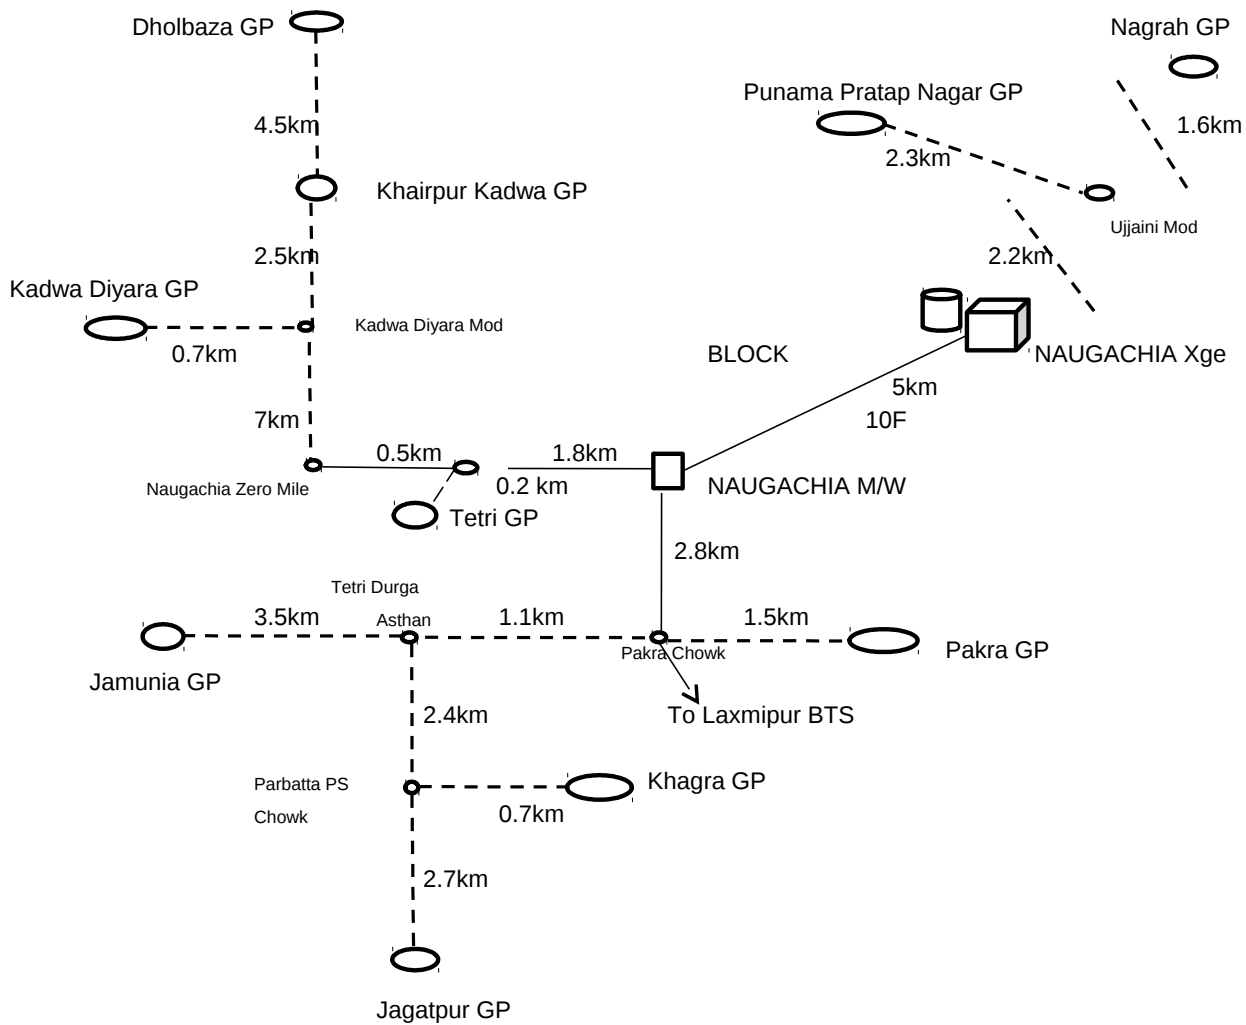 Dholbaza GP
Nagrah GP
Punama Pratap Nagar GP
4.5km
1.6km
2.3km
Khairpur Kadwa GP
Ujjaini Mod
2.5km
2.2km
Kadwa Diyara GP
Kadwa Diyara Mod
0.7km
BLOCK
NAUGACHIA Xge
5km
7km
10F
0.5km
1.8km
Naugachia Zero Mile
0.2 km
NAUGACHIA M/W
Tetri GP
2.8km
Tetri Durga
Asthan
3.5km
1.1km
1.5km
Pakra Chowk
Pakra GP
Jamunia GP
2.4km
To Laxmipur BTS
Parbatta PS
Chowk
Khagra GP
0.7km
2.7km
Jagatpur GP